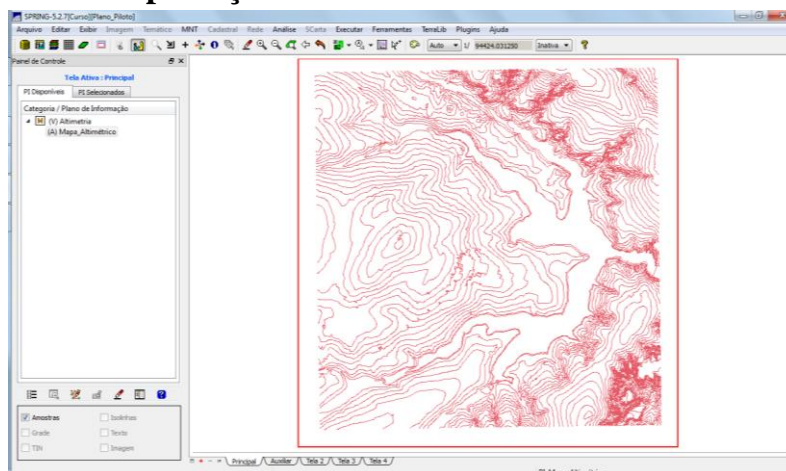 SPRING-5.2.7[Curso][Plano_Piloto]
Arquivo Editar Exibir Imagem Temático MNT Cadastral Rede Análise SCarta Executar Ferramentas TerraLib Plugins Ajuda
Auto 1/ 94424.031250 Inativa
Painel de Controle
Tela Ativa : Principal
PI Disponíveis PI Selecionados
Categoria / Plano de Informação
(V) Altimetria
(A) Mapa_Altimétrico
Amostras Isolinhas
Grade Texto
TIN Imagem
Principal Auxiliar Tela 2 Tela 3 Tela 4